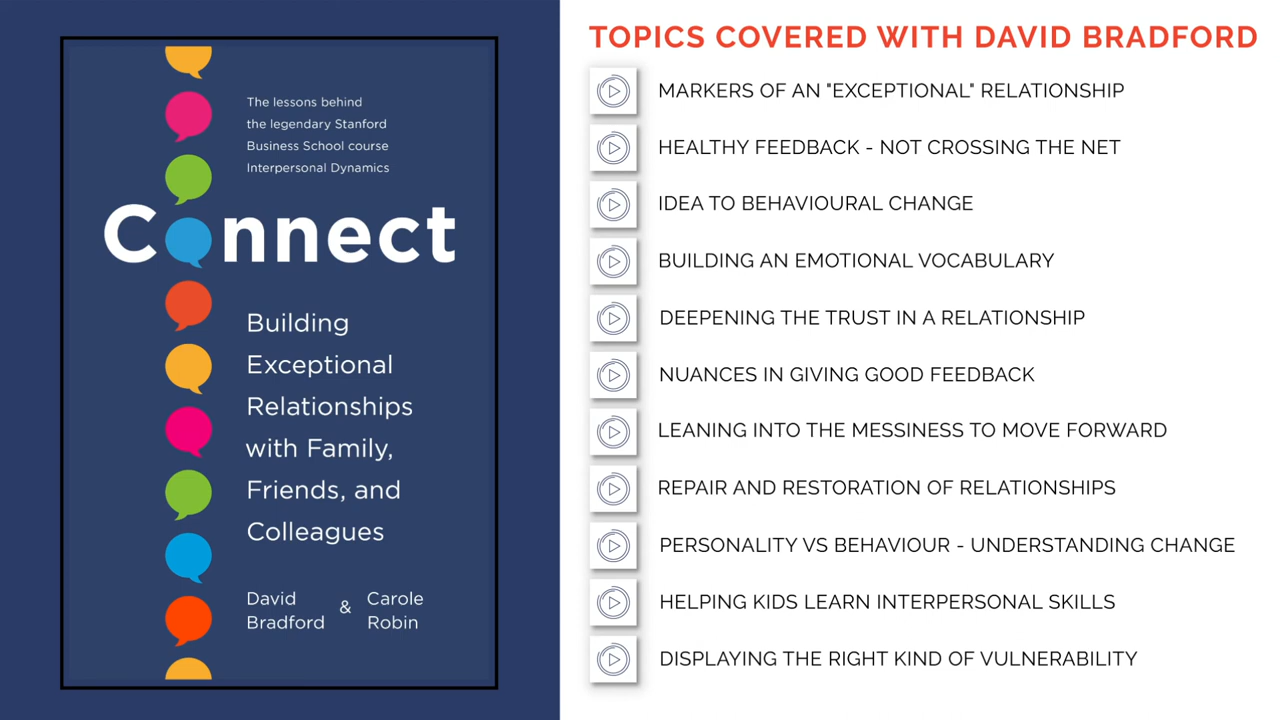 The lessons behind
the legendary Stanford
Business School course
Interpersonal Dynamics
Connect
Building
Exceptional
Relationships
with Family,
Friends, and
Colleagues
David
Bradford
&
Carole
Robin
TOPICS COVERED WITH DAVID BRADFORD
MARKERS OF AN "EXCEPTIONAL" RELATIONSHIP
HEALTHY FEEDBACK - NOT CROSSING THE NET
IDEA TO BEHAVIOURAL CHANGE
BUILDING AN EMOTIONAL VOCABULARY
DEEPENING THE TRUST IN A RELATIONSHIP
NUANCES IN GIVING GOOD FEEDBACK
LEANING INTO THE MESSINESS TO MOVE FORWARD
REPAIR AND RESTORATION OF RELATIONSHIPS
PERSONALITY VS BEHAVIOUR - UNDERSTANDING CHANGE
HELPING KIDS LEARN INTERPERSONAL SKILLS
DISPLAYING THE RIGHT KIND OF VULNERABILITY